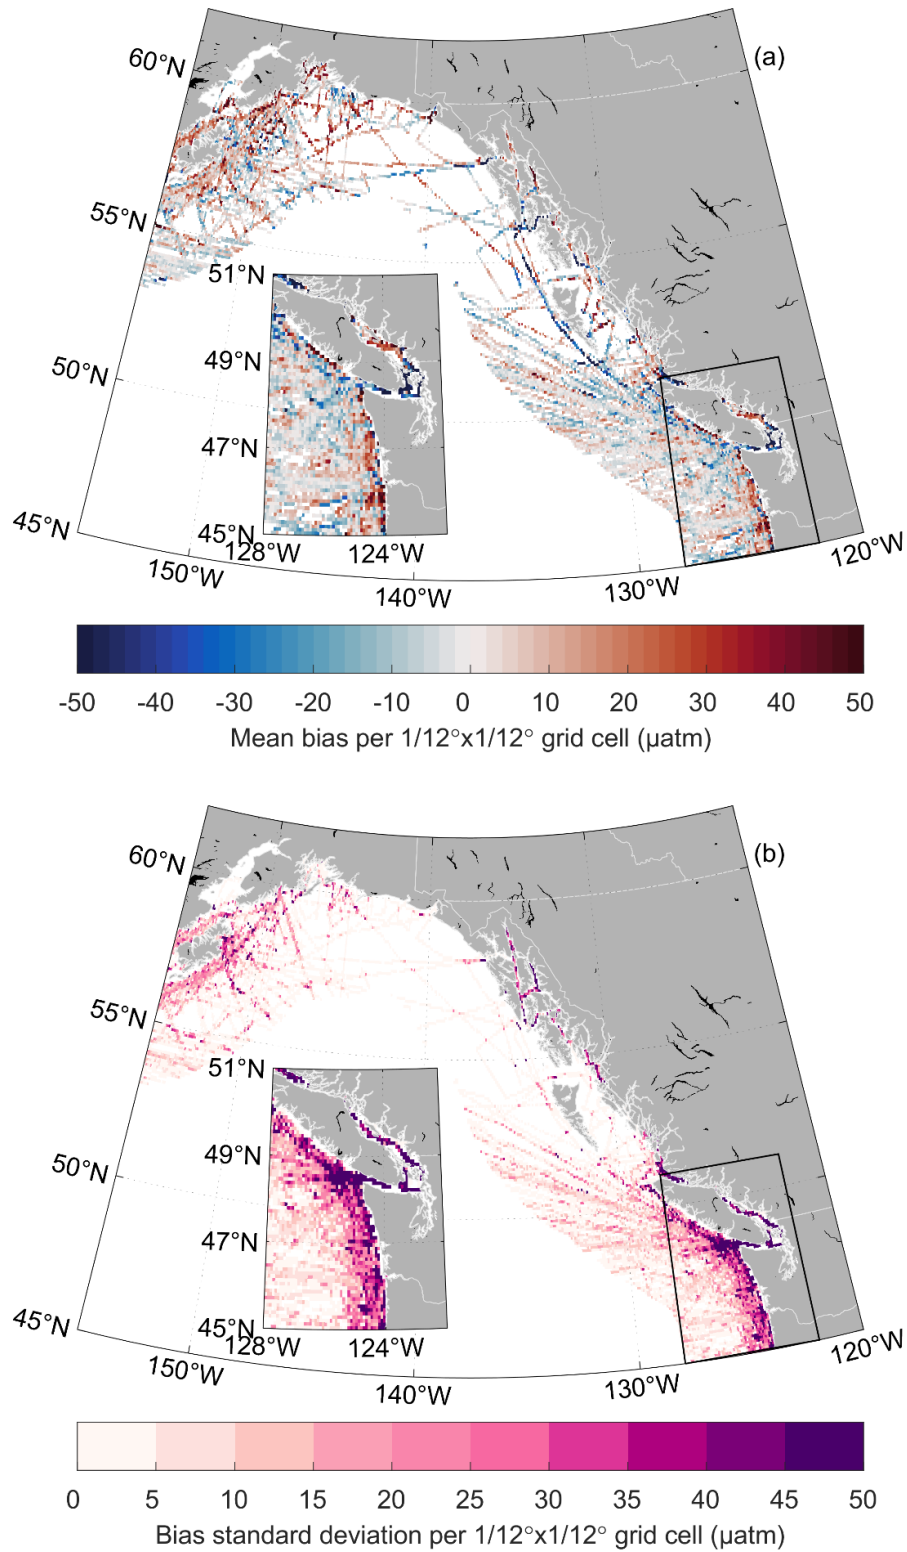 (a)
60°N
55°N
50°N
45°N
150°W
140°W
130°W
120°W
51°N
49°N
47°N
45°N
128°W 124°W
-50 -40 -30 -20 -10 0 10 20 30 40 50
Mean bias per 1/12°x1/12° grid cell (µatm)
(b)
60°N
55°N
50°N
45°N
150°W
140°W
130°W
120°W
51°N
49°N
47°N
45°N
128°W 124°W
0 5 10 15 20 25 30 35 40 45 50
Bias standard deviation per 1/12°x1/12° grid cell (µatm)